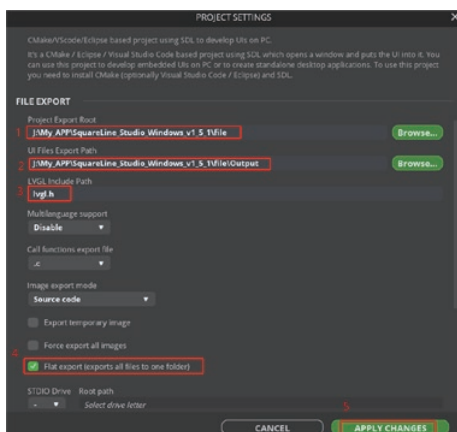 PROJECT SETTINGS
CMake/VScode/Eclipse based project using SDL to develop UIs on PC.
It's a CMake / Eclipse / Visual Studio Code based project using SDL which opens a window and puts the UI into it. You
can use this project to develop embedded UIs on PC or to create standalone desktop applications. To use this project
you need to install CMake (optionally Visual Studio Code / Eclipse) and SDL.
FILE EXPORT
Project Export Root
1 J:\My_APP\SquareLine_Studio_Windows_v1_5_1\file Browse...
UI Files Export Path
2 J:\My_APP\SquareLine_Studio_Windows_v1_5_1\file\Output Browse...
LVGL Include Path
3 lvgl.h
Multilanguage support
Disable
Call functions export file
.c
Image export mode
Source code
Export temporary image
Force export all images
4
Flat export (exports all files to one folder)
STDIO Drive Root path
- Select drive letter
5
CANCEL APPLY CHANGES